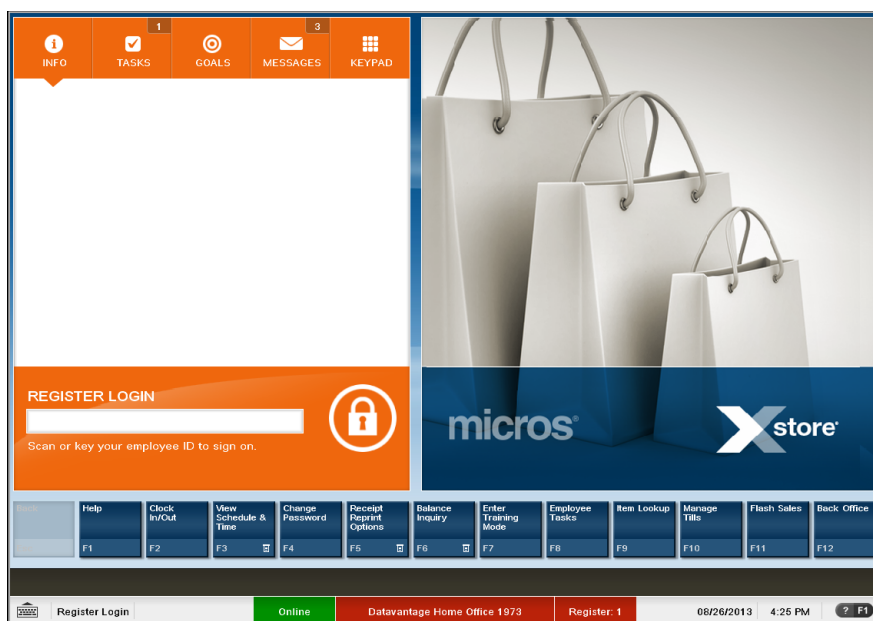 1
3
INFO
TASKS
GOALS
MESSAGES
KEYPAD
REGISTER LOGIN
Scan or key your employee ID to sign on.
micros®
Xstore
Back
Help
F1
Clock
In/Out
F2
View
Schedule &
Time
F3
Change
Password
F4
Receipt
Reprint
Options
F5
Balance
Inquiry
F6
Enter
Training
Mode
F7
Employee
Tasks
F8
Item Lookup
F9
Manage
Tills
F10
Flash Sales
F11
Back Office
F12
Register Login
Online
Datavantage Home Office 1973
Register: 1
08/26/2013
4:25 PM
? F1